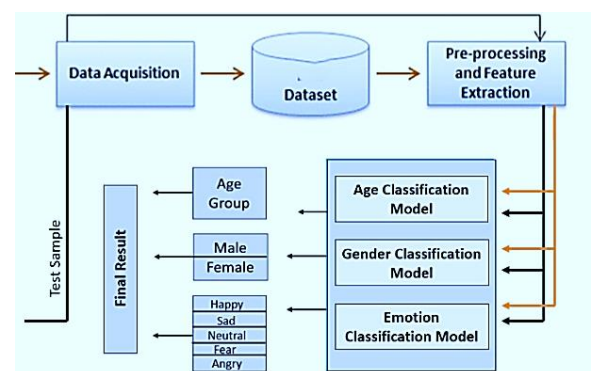 Data Acquisition
Dataset
Pre-processing
and Feature
Extraction
Test Sample
Final Result
Age
Group
Male
Female
Happy
Sad
Neutral
Fear
Angry
Age Classification
Model
Gender Classification
Model
Emotion
Classification Model